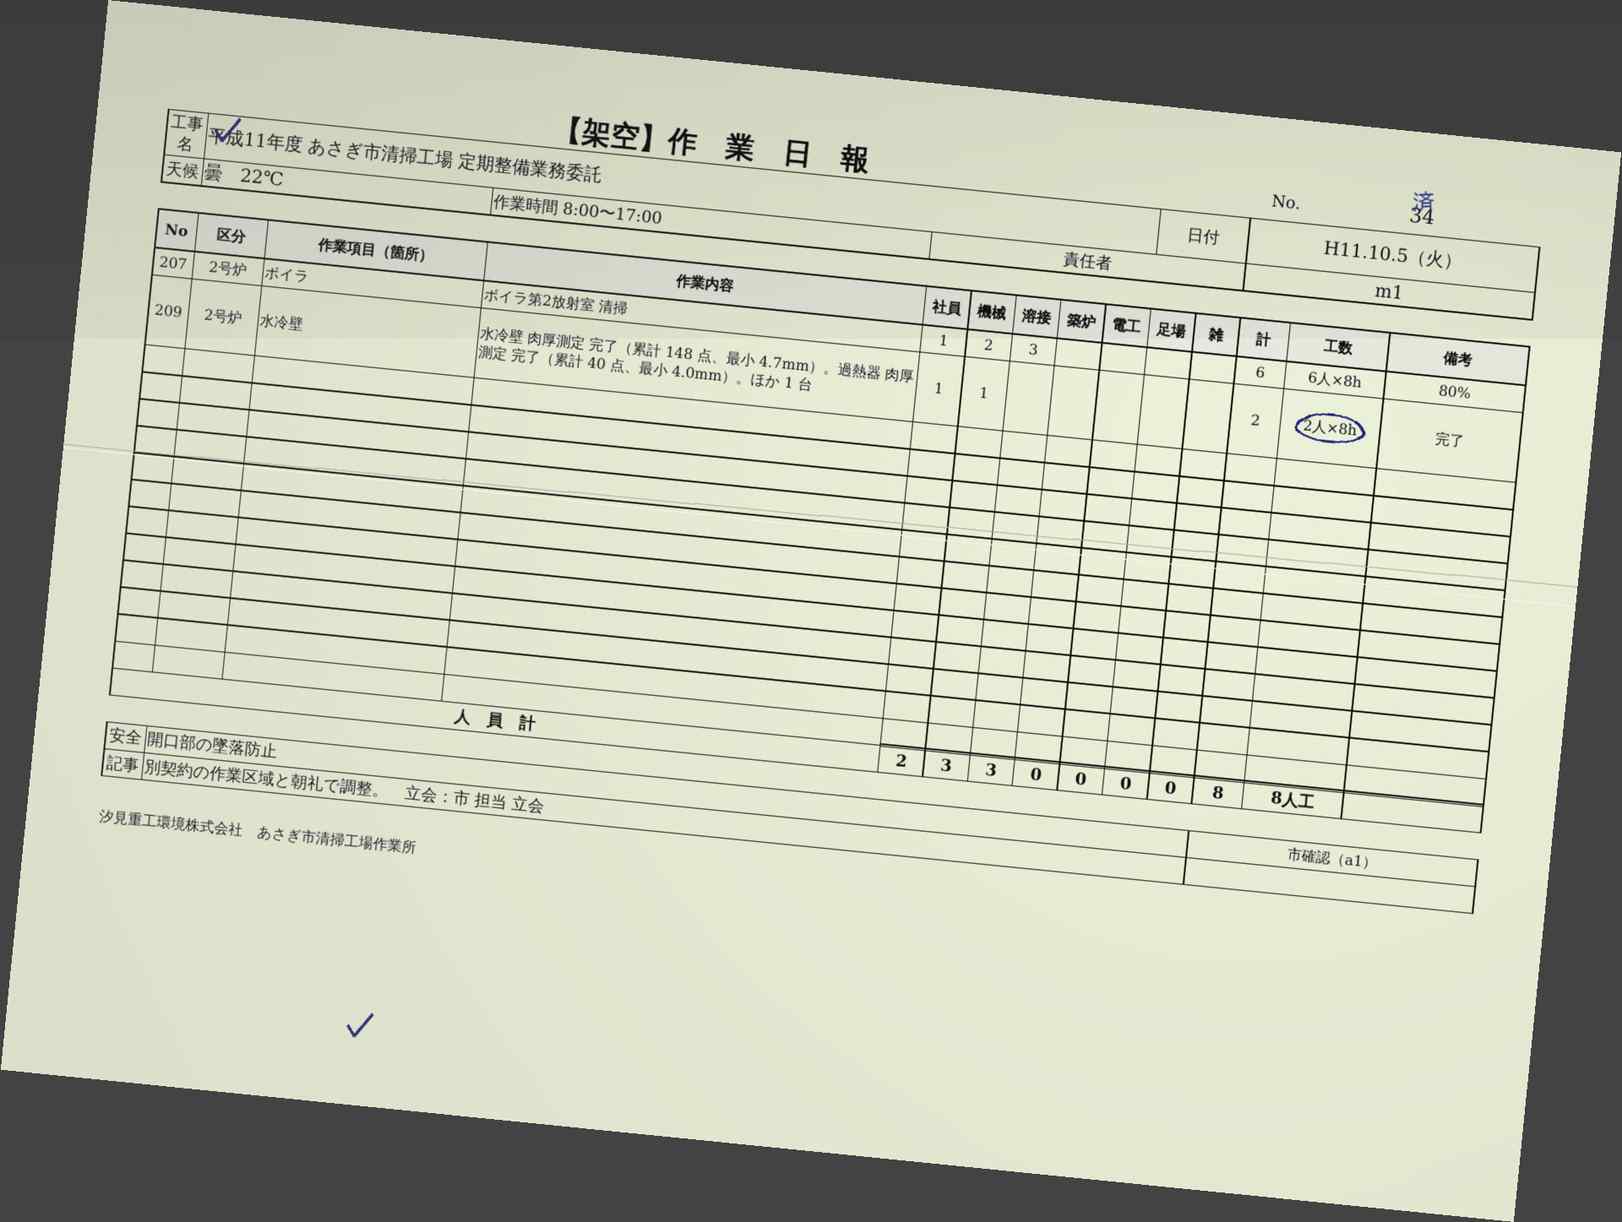 【架空】作 業 日 報
工事名 平成11年度 あさぎ市清掃工場 定期整備業務委託
No. 34
済
日付 H11.10.5（火）
天候 曇 22℃ 作業時間 8:00〜17:00 責任者 m1
No 区分 作業項目（箇所） 作業内容 社員 機械 溶接 築炉 電工 足場 雑 計 工数 備考
207 2号炉 ボイラ ボイラ第2放射室 清掃 1 2 3 6 6人×8h 80%
209 2号炉 水冷壁 水冷壁 肉厚測定 完了（累計 148 点、最小 4.7mm）。過熱器 肉厚
測定 完了（累計 40 点、最小 4.0mm）。ほか 1 台 1 1 2 2人×8h 完了
人 員 計 2 3 3 0 0 0 0 8 8人工
安全 開口部の墜落防止 市確認（a1）
記事 別契約の作業区域と朝礼で調整。 立会：市 担当 立会
汐見重工環境株式会社 あさぎ市清掃工場作業所